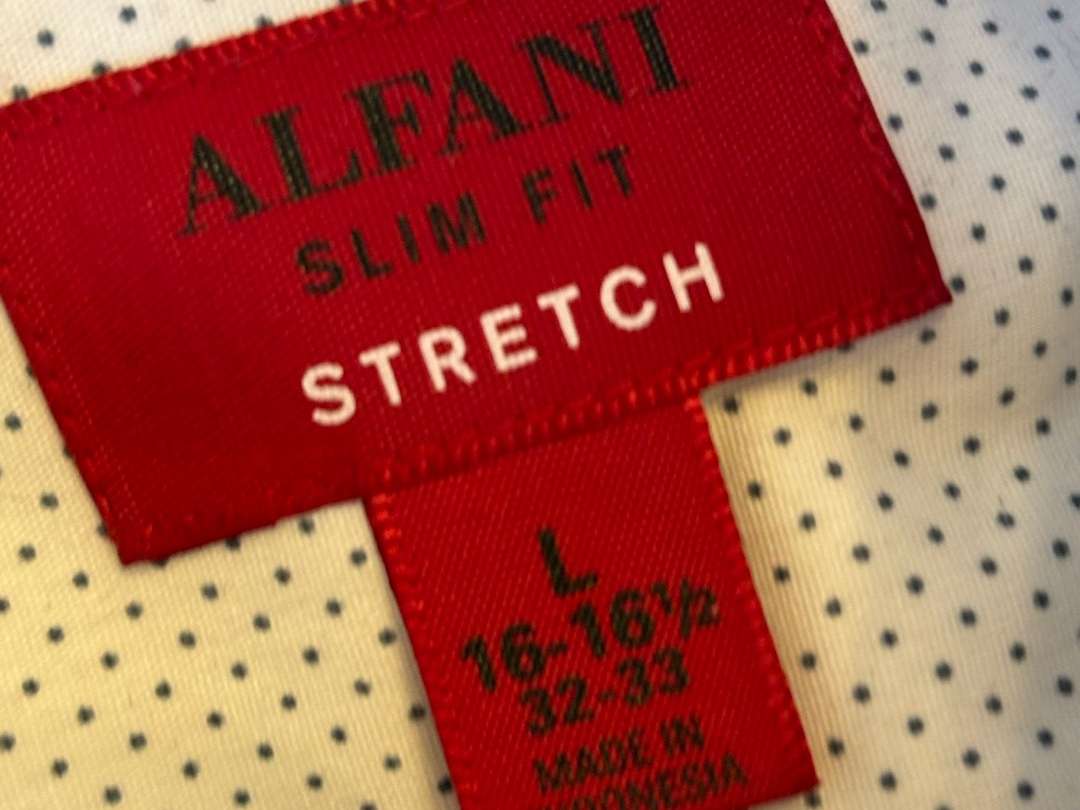 ALFANI
SLIM FIT
STRETCH
L
16-16½
32-33
MADE IN
INDONESIA